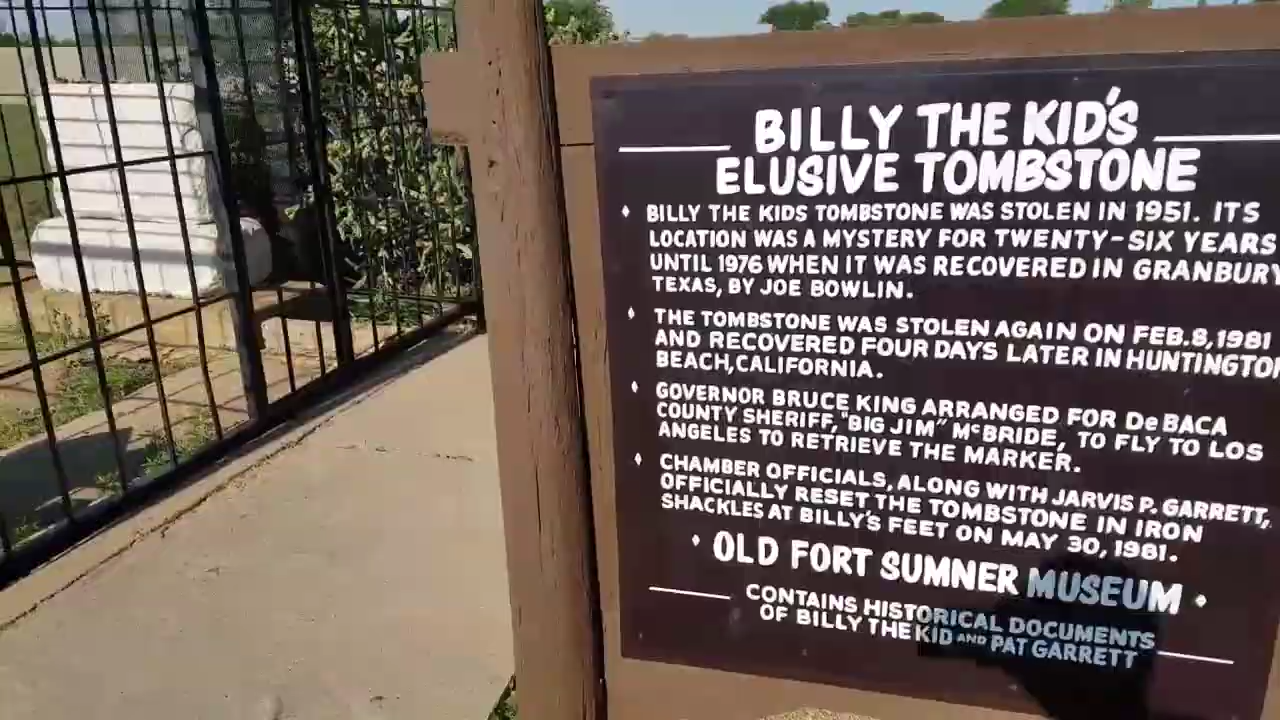 BILLY THE KID'S
ELUSIVE TOMBSTONE
♦ BILLY THE KIDS TOMBSTONE WAS STOLEN IN 1951. ITS
LOCATION WAS A MYSTERY FOR TWENTY-SIX YEARS
UNTIL 1976 WHEN IT WAS RECOVERED IN GRANBURY
TEXAS, BY JOE BOWLIN.
♦ THE TOMBSTONE WAS STOLEN AGAIN ON FEB.8,1981
AND RECOVERED FOUR DAYS LATER IN HUNTINGTO
BEACH, CALIFORNIA.
♦ GOVERNOR BRUCE KING ARRANGED FOR DeBACA
COUNTY SHERIFF, "BIG JIM" McBRIDE, TO FLY TO LOS
ANGELES TO RETRIEVE THE MARKER.
♦ CHAMBER OFFICIALS, ALONG WITH JARVIS P. GARRETT,
OFFICIALLY RESET THE TOMBSTONE IN IRON
SHACKLES AT BILLY'S FEET ON MAY 30, 1981.
♦ OLD FORT SUMNER MUSEUM ♦
CONTAINS HISTORICAL DOCUMENTS
OF BILLY THE KID AND PAT GARRETT